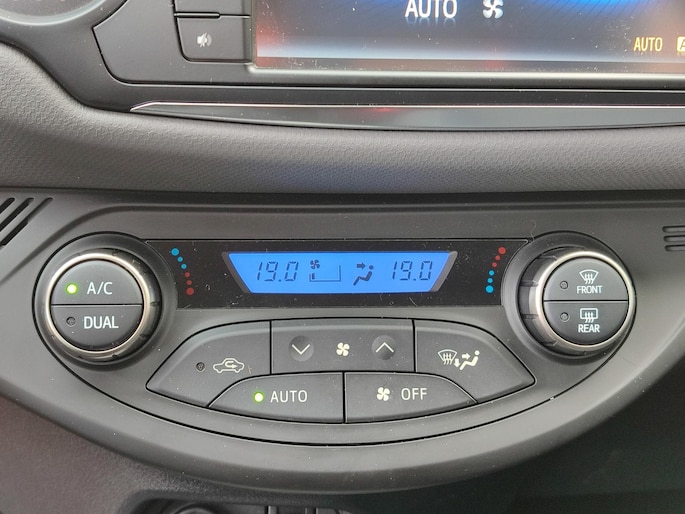 AUTO
AUTO A
19.0 19.0
A/C
DUAL
FRONT
REAR
AUTO
OFF